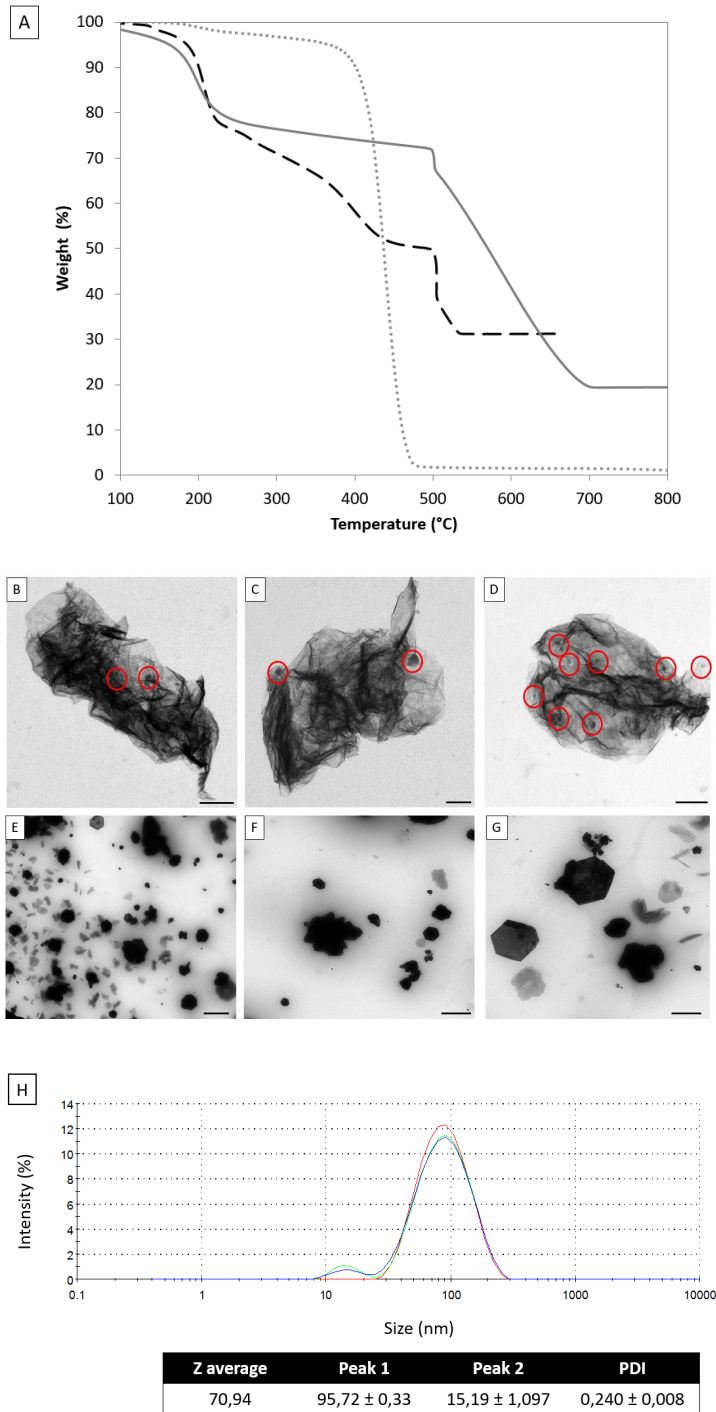 A
100
90
80
70
60
50
40
30
20
10
0
Weight (%)
100 200 300 400 500 600 700 800
Temperature (°C)
B
C
D
E
F
G
H
14
12
10
8
6
4
2
0
Intensity (%)
0.1 1 10 100 1000 10000
Size (nm)
Z average Peak 1 Peak 2 PDI
70,94 95,72 ± 0,33 15,19 ± 1,097 0,240 ± 0,008